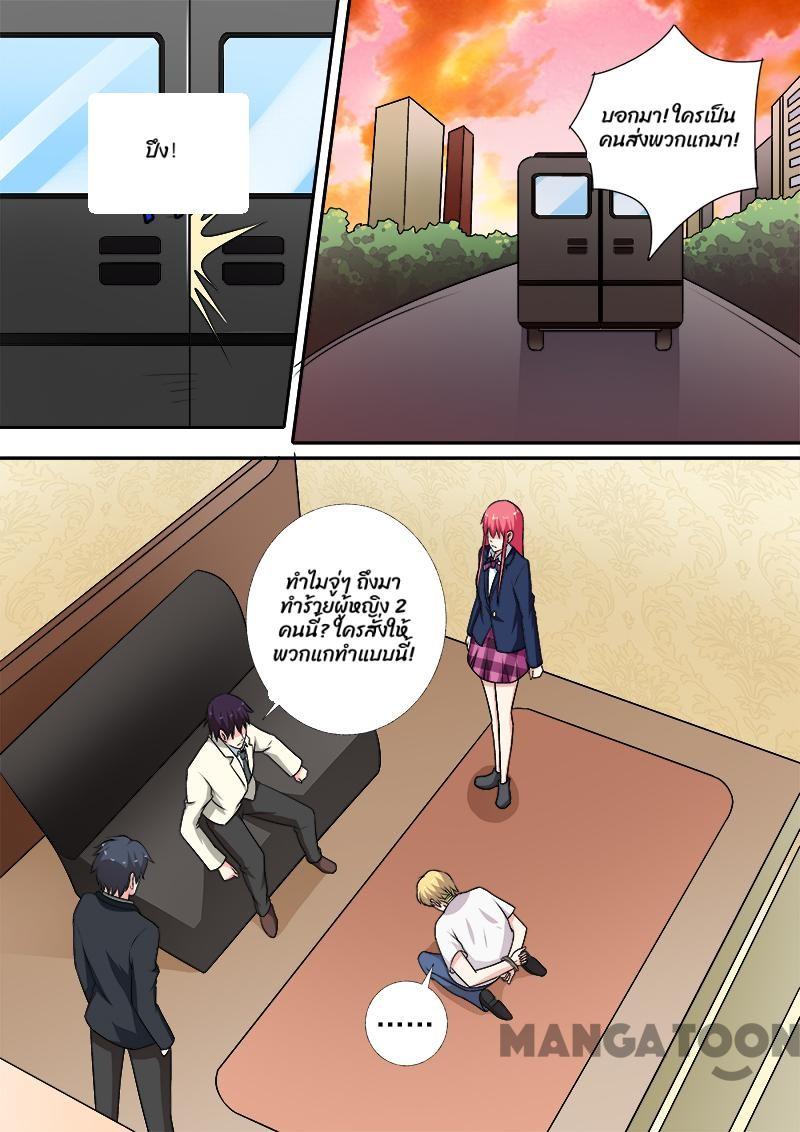 ปึง!
บอกมา! ใครเป็น
คนส่งพวกแกมา!
ทำไมจู่ๆ ถึงมา
ทำร้ายผู้หญิง 2
คนนี้? ใครสั่งให้
พวกแกทำแบบนี้!
......
MANGATOON